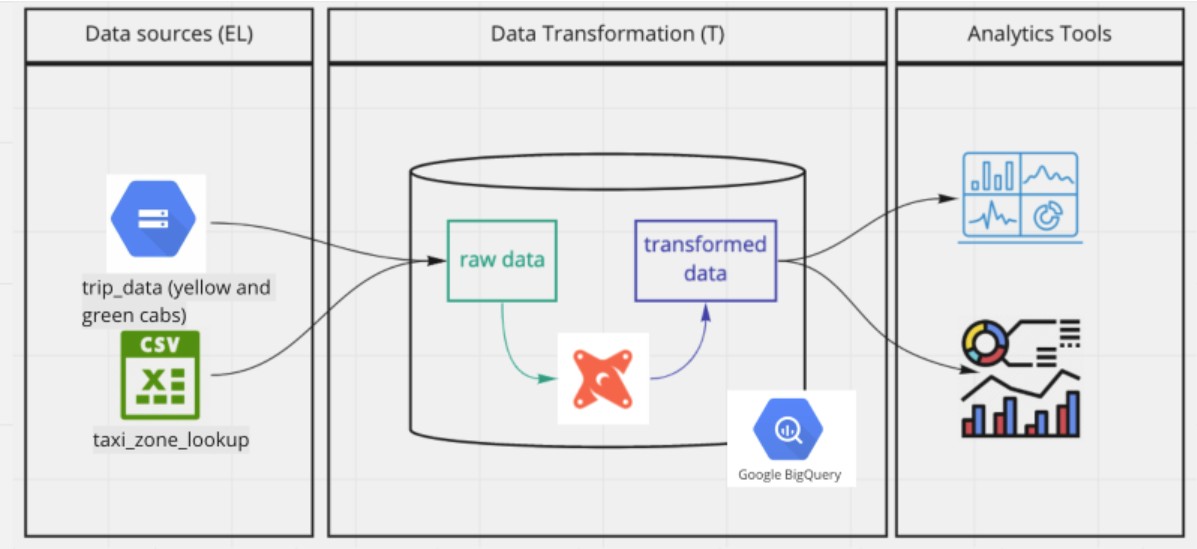 Data sources (EL)
Data Transformation (T)
Analytics Tools
trip_data (yellow and
green cabs)
CSV
X
taxi_zone_lookup
raw data
transformed
data
Google BigQuery